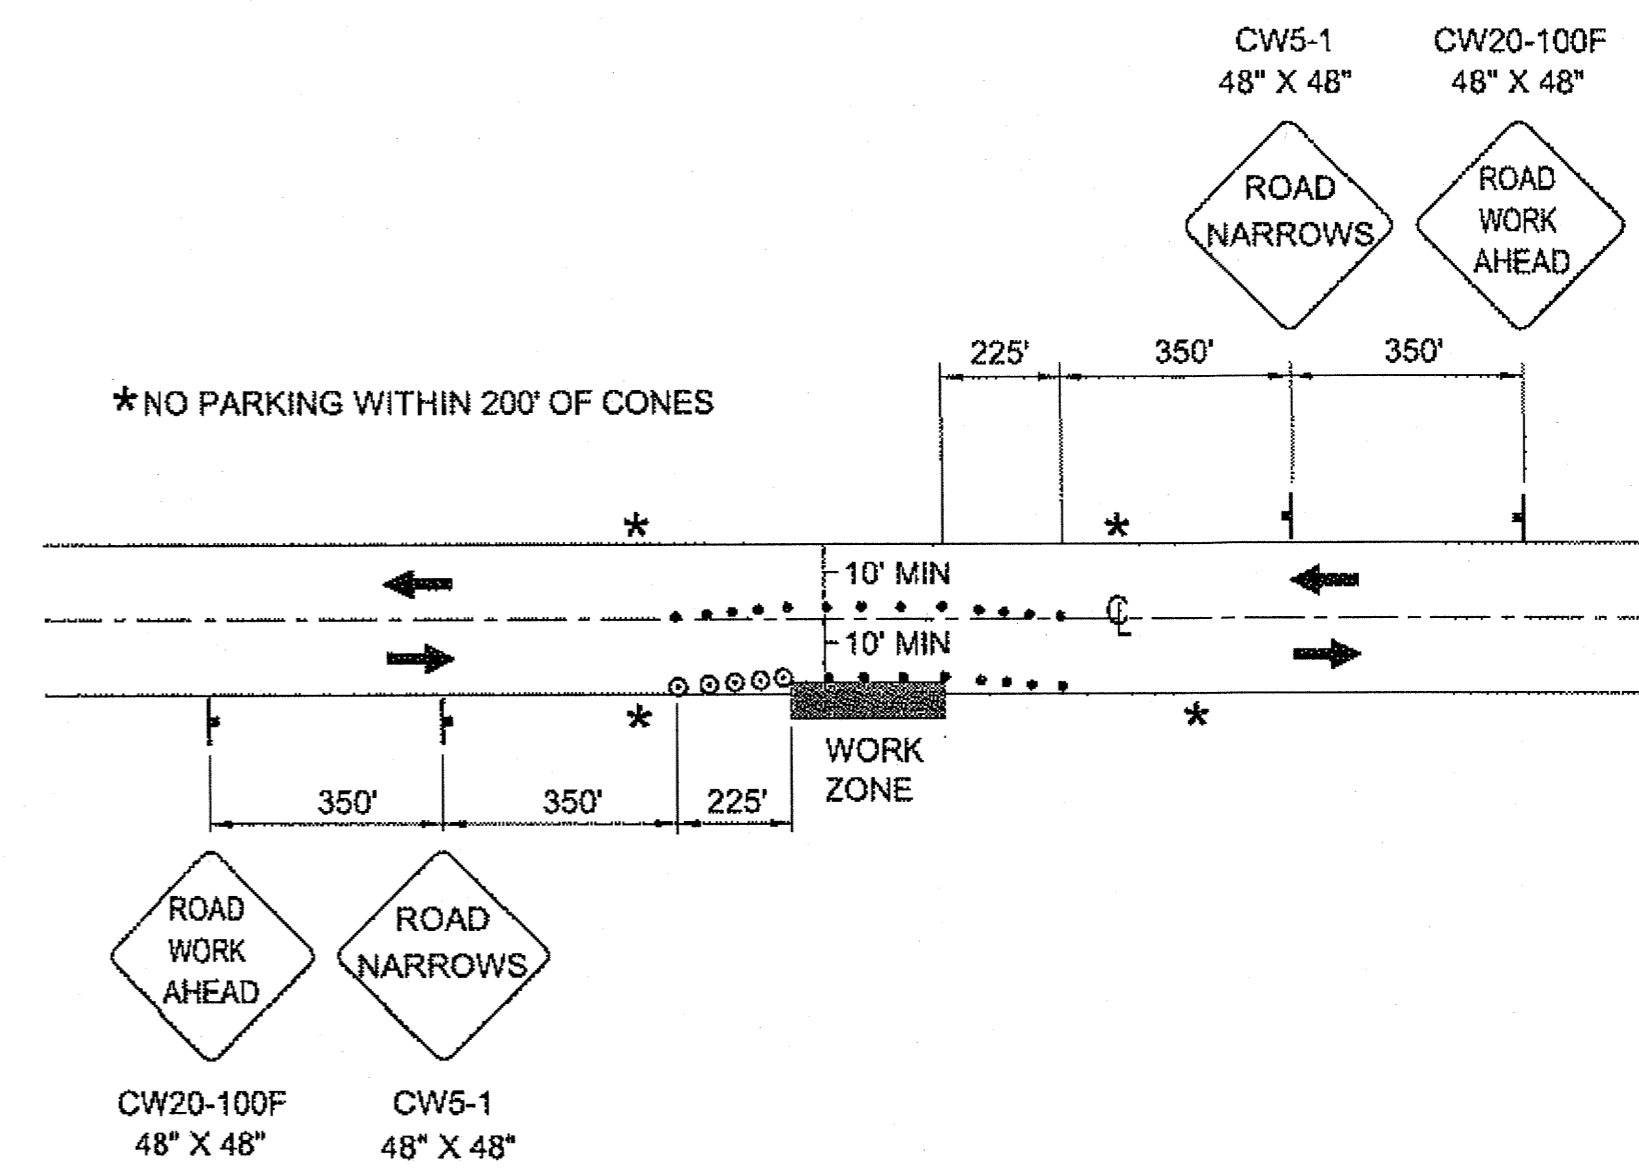 CW5-1
48" X 48"
CW20-100F
48" X 48"
ROAD
NARROWS
ROAD
WORK
AHEAD
225'
350'
350'
*NO PARKING WITHIN 200' OF CONES
*
*
10' MIN
CL
10' MIN
*
*
WORK
ZONE
350'
350'
225'
ROAD
WORK
AHEAD
ROAD
NARROWS
CW20-100F
48" X 48"
CW5-1
48" X 48"